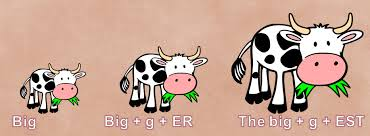 Big
Big + g + ER
The big + g + EST